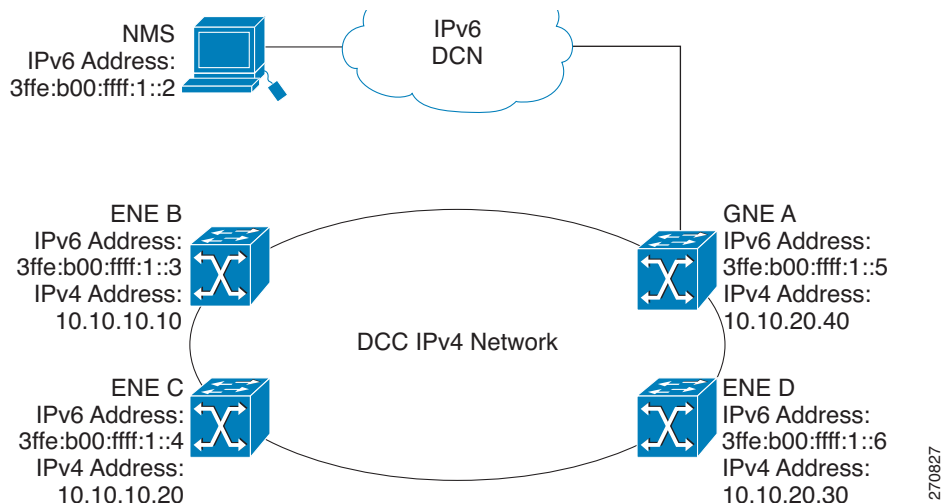 NMS
IPv6 Address:
3ffe:b00:ffff:1::2
IPv6
DCN
ENE B
IPv6 Address:
3ffe:b00:ffff:1::3
IPv4 Address:
10.10.10.10
GNE A
IPv6 Address:
3ffe:b00:ffff:1::5
IPv4 Address:
10.10.20.40
DCC IPv4 Network
ENE C
IPv6 Address:
3ffe:b00:ffff:1::4
IPv4 Address:
10.10.10.20
ENE D
IPv6 Address:
3ffe:b00:ffff:1::6
IPv4 Address:
10.10.20.30
270827